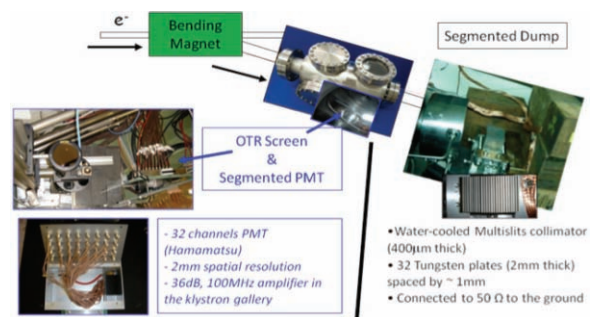 e⁻
Bending
Magnet
Segmented Dump
OTR Screen
&
Segmented PMT
- 32 channels PMT
(Hamamatsu)
- 2mm spatial resolution
- 36dB, 100MHz amplifier in
the klystron gallery
•Water-cooled Multislits collimator
(400μm thick)
• 32 Tungsten plates (2mm thick)
spaced by ~ 1mm
• Connected to 50 Ω to the ground